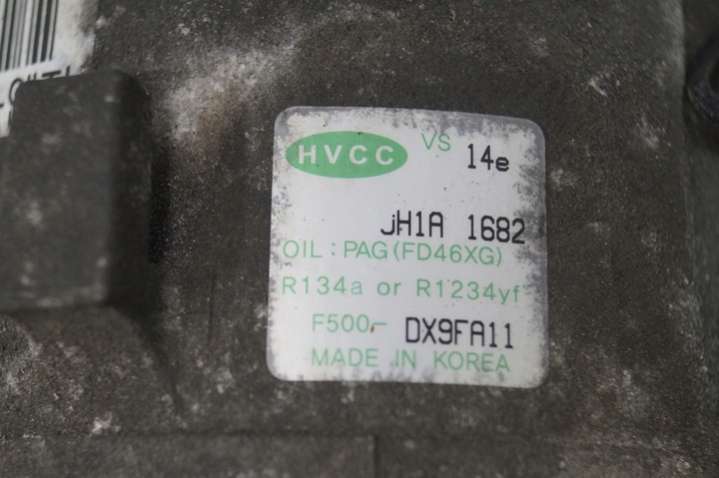 HVCC VS 14e
jH1A 1682
OIL : PAG (FD46XG)
R134a or R1234yf
F500- DX9FA11
MADE IN KOREA